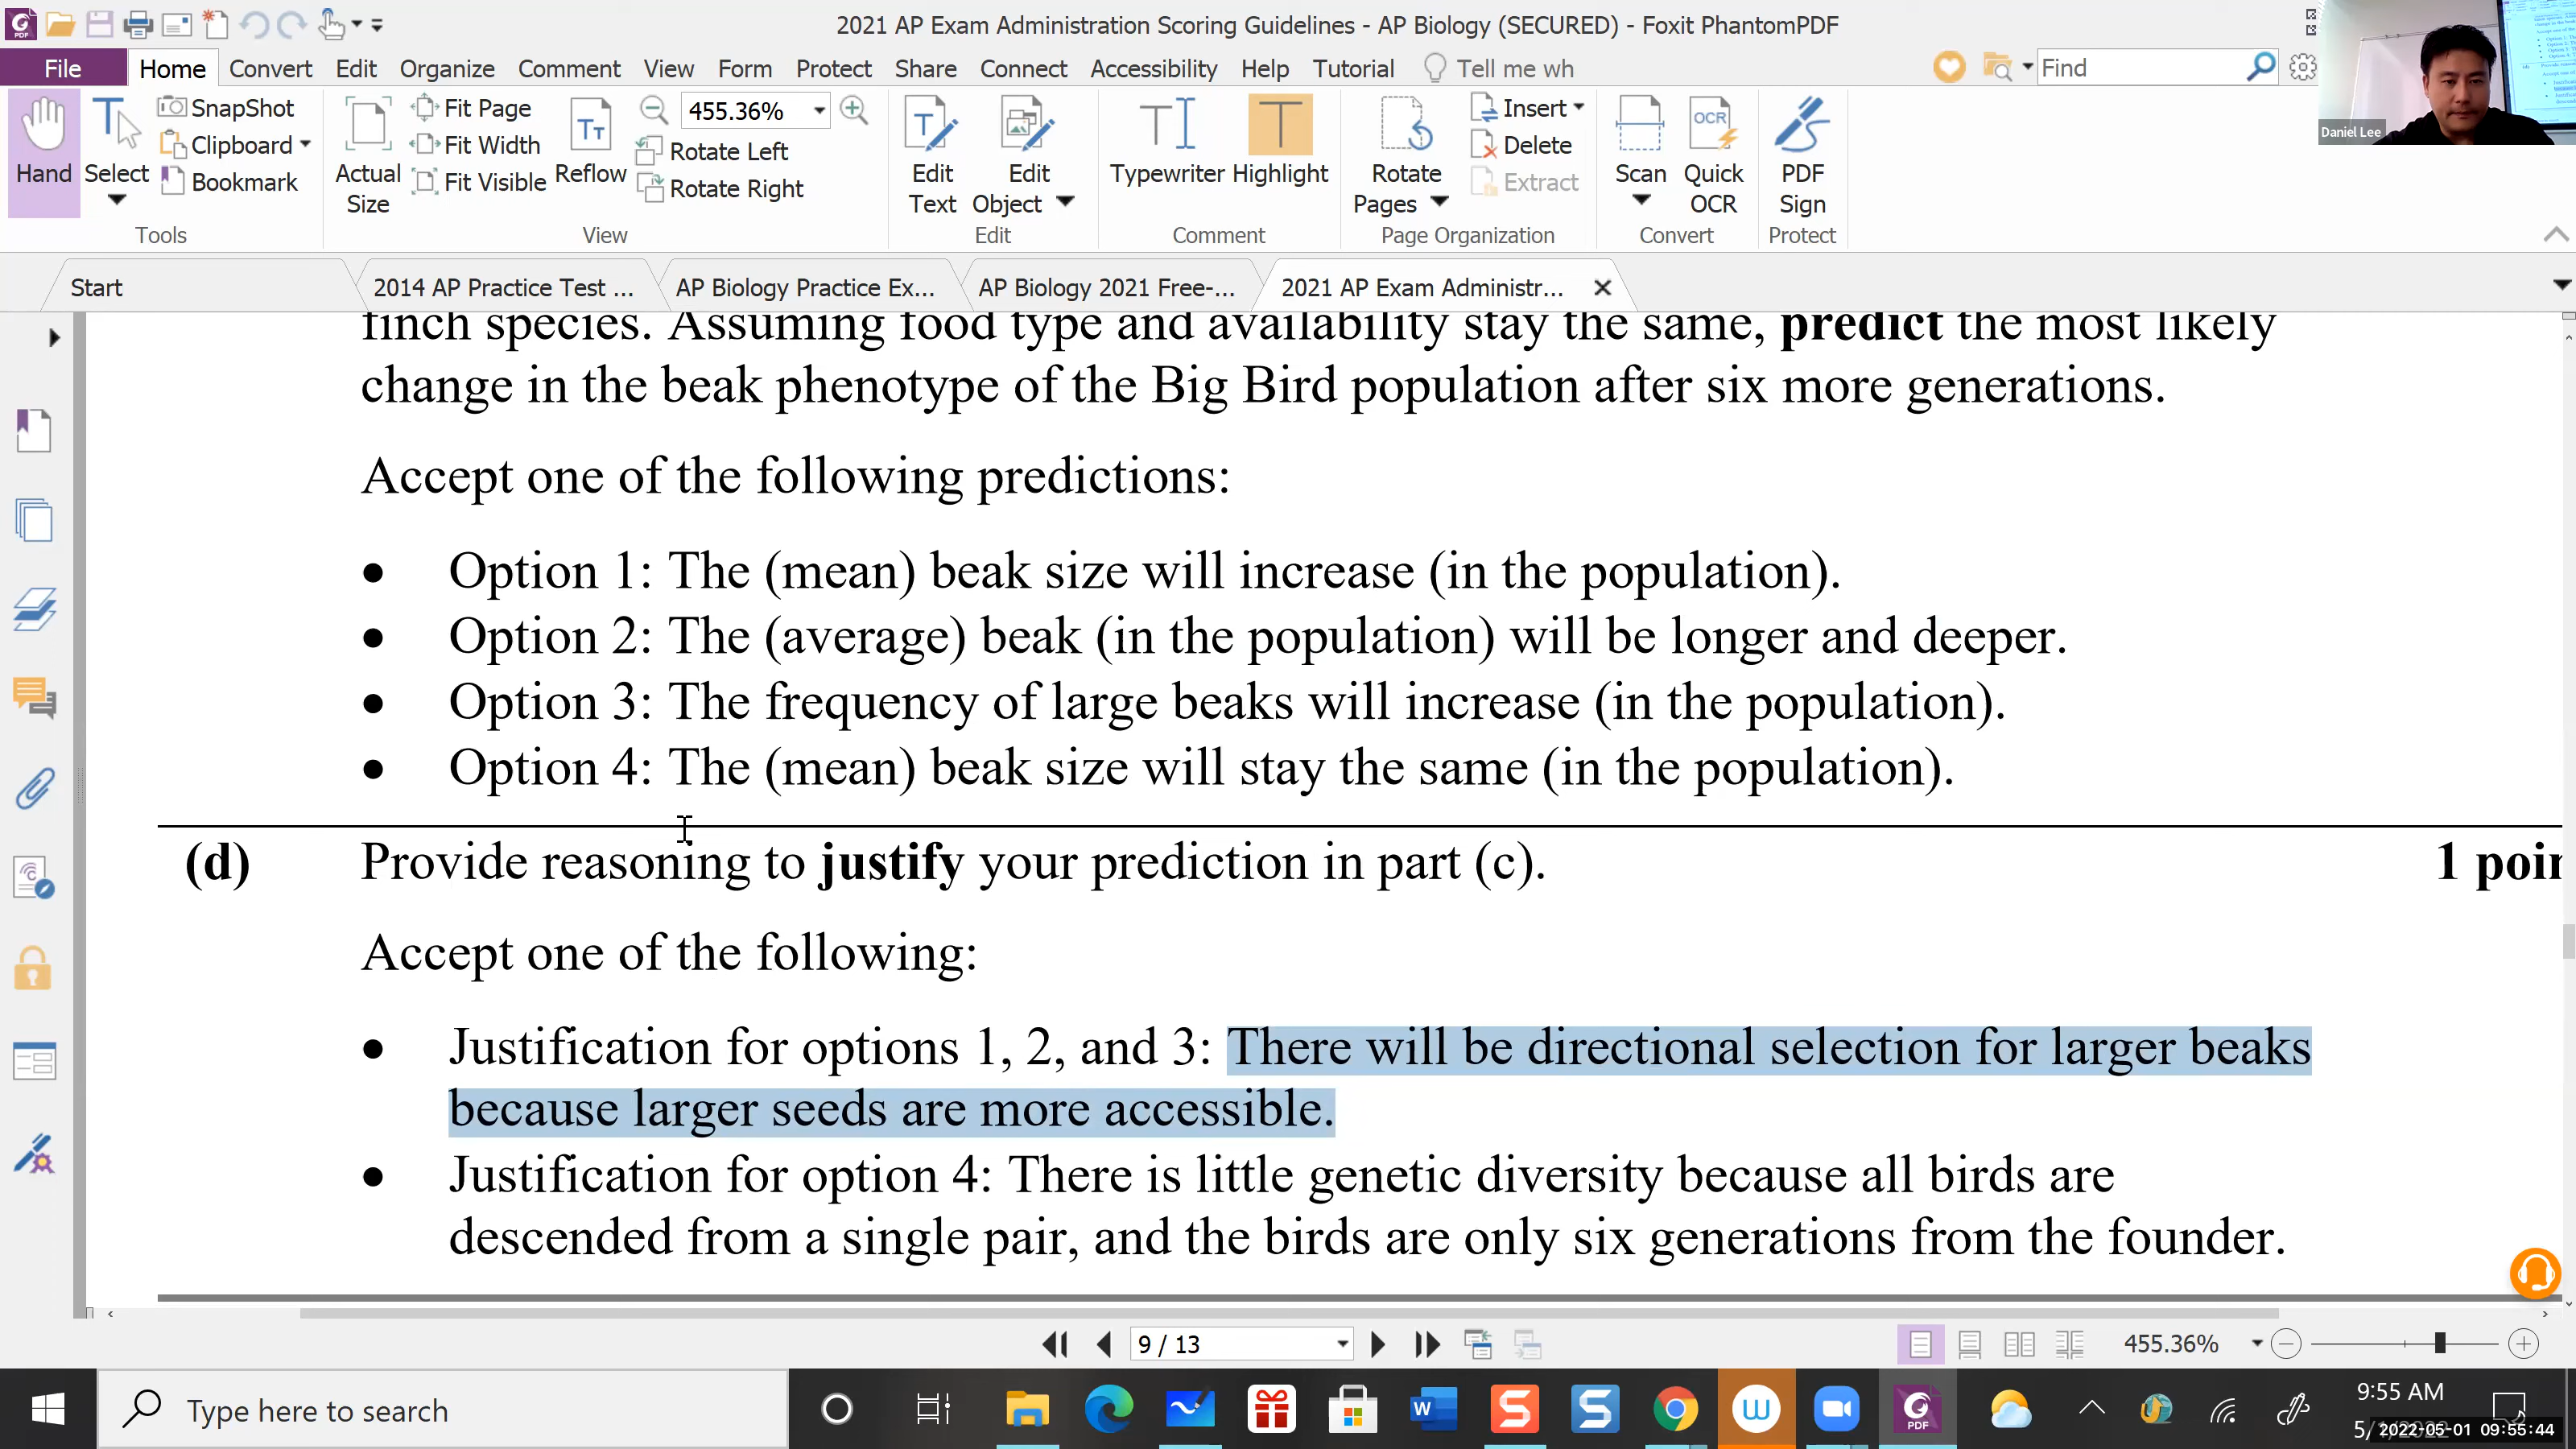 2021 AP Exam Administration Scoring Guidelines - AP Biology (SECURED) - Foxit PhantomPDF
File Home Convert Edit Organize Comment View Form Protect Share Connect Accessibility Help Tutorial Tell me wh Find
Daniel Lee
Hand
Select
SnapShot
Clipboard
Bookmark
Tools
Actual Size
Fit Page
Fit Width
Fit Visible
Reflow
455.36%
Rotate Left
Rotate Right
View
Edit Text
Edit Object
Edit
Typewriter
Highlight
Comment
Rotate Pages
Insert
Delete
Extract
Page Organization
Scan
Quick OCR
Convert
PDF Sign
Protect
Start 2014 AP Practice Test ... AP Biology Practice Ex... AP Biology 2021 Free-... 2021 AP Exam Administr...
finch species. Assuming food type and availability stay the same, predict the most likely
change in the beak phenotype of the Big Bird population after six more generations.
Accept one of the following predictions:
• Option 1: The (mean) beak size will increase (in the population).
• Option 2: The (average) beak (in the population) will be longer and deeper.
• Option 3: The frequency of large beaks will increase (in the population).
• Option 4: The (mean) beak size will stay the same (in the population).
(d) Provide reasoning to justify your prediction in part (c). 1 poin
Accept one of the following:
• Justification for options 1, 2, and 3: There will be directional selection for larger beaks
because larger seeds are more accessible.
• Justification for option 4: There is little genetic diversity because all birds are
descended from a single pair, and the birds are only six generations from the founder.
9 / 13
455.36%
Type here to search
9:55 AM
2022-05-01 09:55:44